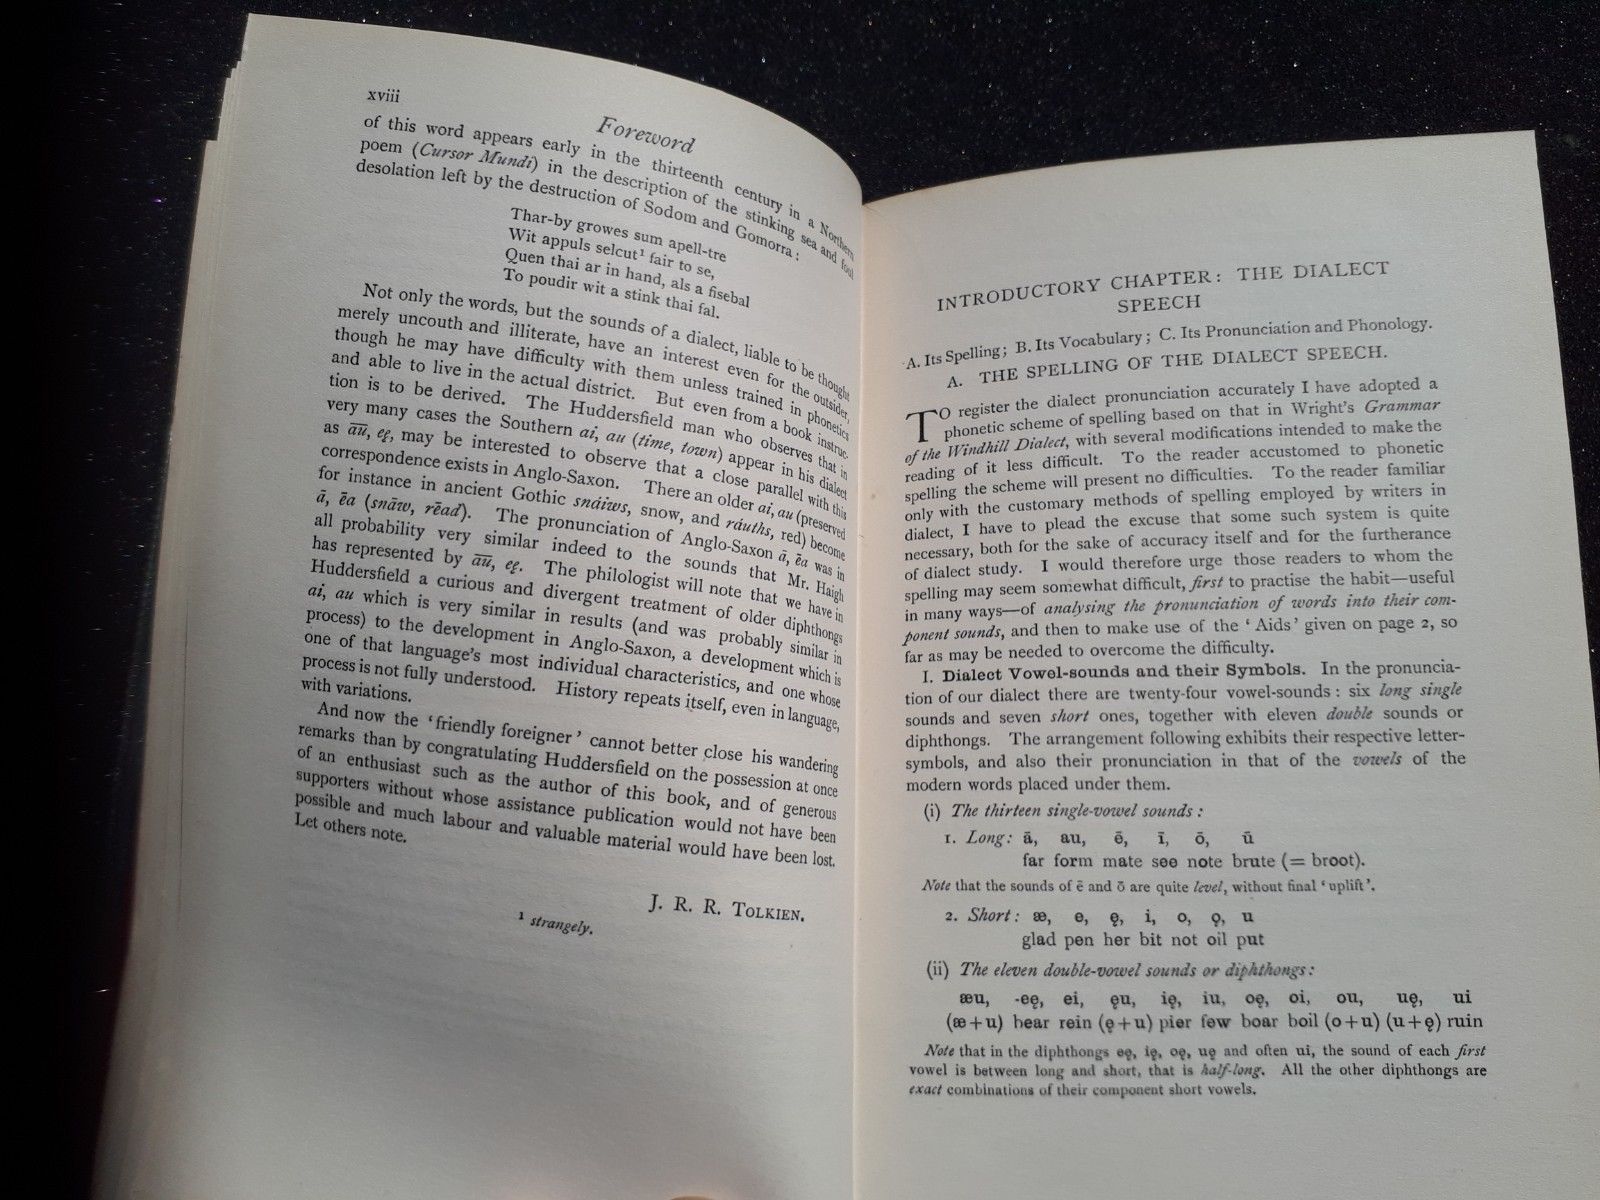 xviii
Foreword
of this word appears early in the thirteenth century in a Northern
poem (Cursor Mundi) in the description of the stinking sea and foul
desolation left by the destruction of Sodom and Gomorra :
Thar-by growes sum apell-tre
Wit appuls selcut¹ fair to se,
Quen thai ar in hand, als a fisebal
To poudir wit a stink thai fal.
Not only the words, but the sounds of a dialect, liable to be thought
merely uncouth and illiterate, have an interest even for the outsider,
though he may have difficulty with them unless trained in phonetics
and able to live in the actual district. But even from a book instruc-
tion is to be derived. The Huddersfield man who observes that in
very many cases the Southern ai, au (time, town) appear in his dialect
as a͞u, eę, may be interested to observe that a close parallel with this
correspondence exists in Anglo-Saxon. There an older ai, au (preserved
for instance in ancient Gothic snáiws, snow, and ráuths, red) become
ā, ēa (snāw, rēad). The pronunciation of Anglo-Saxon ā, ēa was in
all probability very similar indeed to the sounds that Mr. Haigh
has represented by a͞u, eę. The philologist will note that we have in
Huddersfield a curious and divergent treatment of older diphthongs
ai, au which is very similar in results (and was probably similar in
process) to the development in Anglo-Saxon, a development which is
one of that language's most individual characteristics, and one whose
process is not fully understood. History repeats itself, even in language,
with variations.
And now the ‘friendly foreigner’ cannot better close his wandering
remarks than by congratulating Huddersfield on the possession at once
of an enthusiast such as the author of this book, and of generous
supporters without whose assistance publication would not have been
possible and much labour and valuable material would have been lost.
Let others note.
J. R. R. TOLKIEN.
¹ strangely.
INTRODUCTORY CHAPTER: THE DIALECT
SPEECH
A. Its Spelling; B. Its Vocabulary; C. Its Pronunciation and Phonology.
A. THE SPELLING OF THE DIALECT SPEECH.
TO register the dialect pronunciation accurately I have adopted a
phonetic scheme of spelling based on that in Wright's Grammar
of the Windhill Dialect, with several modifications intended to make the
reading of it less difficult. To the reader accustomed to phonetic
spelling the scheme will present no difficulties. To the reader familiar
only with the customary methods of spelling employed by writers in
dialect, I have to plead the excuse that some such system is quite
necessary, both for the sake of accuracy itself and for the furtherance
of dialect study. I would therefore urge those readers to whom the
spelling may seem somewhat difficult, first to practise the habit—useful
in many ways—of analysing the pronunciation of words into their com-
ponent sounds, and then to make use of the ‘Aids’ given on page 2, so
far as may be needed to overcome the difficulty.
I. Dialect Vowel-sounds and their Symbols. In the pronuncia-
tion of our dialect there are twenty-four vowel-sounds : six long single
sounds and seven short ones, together with eleven double sounds or
diphthongs. The arrangement following exhibits their respective letter-
symbols, and also their pronunciation in that of the vowels of the
modern words placed under them.
(i) The thirteen single-vowel sounds :
1. Long: ā, au, ē, ī, ō, ū
far form mate see note brute (= broot).
Note that the sounds of ē and ō are quite level, without final ‘uplift’.
2. Short: æ, e, ę, i, o, ǫ, u
glad pen her bit not oil put
(ii) The eleven double-vowel sounds or diphthongs :
æu, -eę, ei, ęu, ię, iu, oę, oi, ou, uę, ui
(æ+u) bear rein (ę+u) pier few boar boil (o+u) (u+ę) ruin
Note that in the diphthongs eę, ię, oę, uę and often ui, the sound of each first
vowel is between long and short, that is half-long. All the other diphthongs are
exact combinations of their component short vowels.